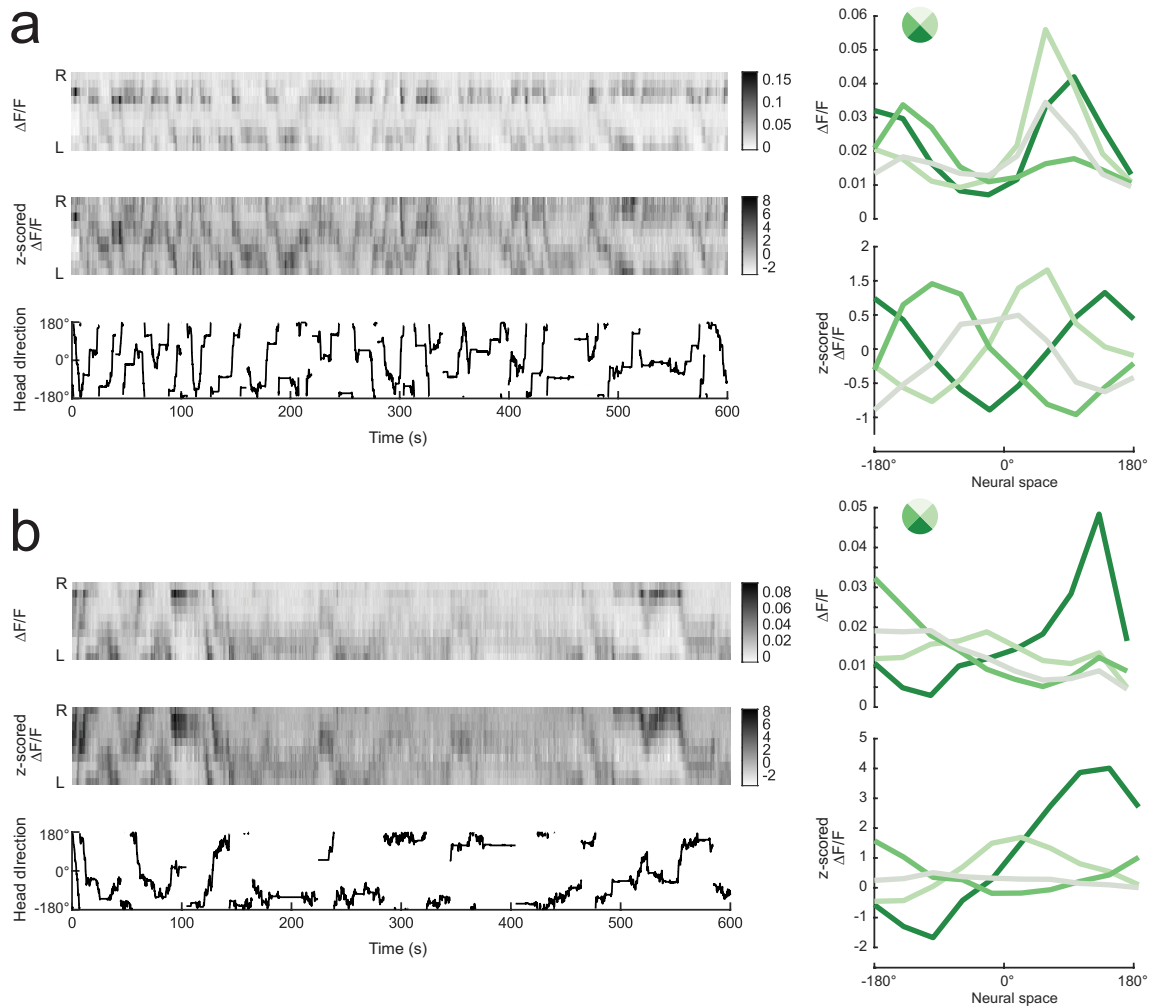 a
R
ΔF/F
L
0.15
0.1
0.05
0
R
z-scored
ΔF/F
L
8
6
4
2
0
-2
Head dIrection
180°
0°
-180°
0
100
200
300
400
500
600
Time (s)
0.06
0.05
0.04
0.03
0.02
0.01
0
ΔF/F
2
1.5
0.5
0
-0.5
-1
z-scored
ΔF/F
-180°
0°
180°
Neural space
b
R
ΔF/F
L
0.08
0.06
0.04
0.02
0
R
z-scored
ΔF/F
L
8
6
4
2
0
-2
Head dIrection
180°
0°
-180°
0
100
200
300
400
500
600
Time (s)
0.05
0.04
0.03
0.02
0.01
0
ΔF/F
5
4
3
2
1
0
-1
-2
z-scored
ΔF/F
-180°
0°
180°
Neural space